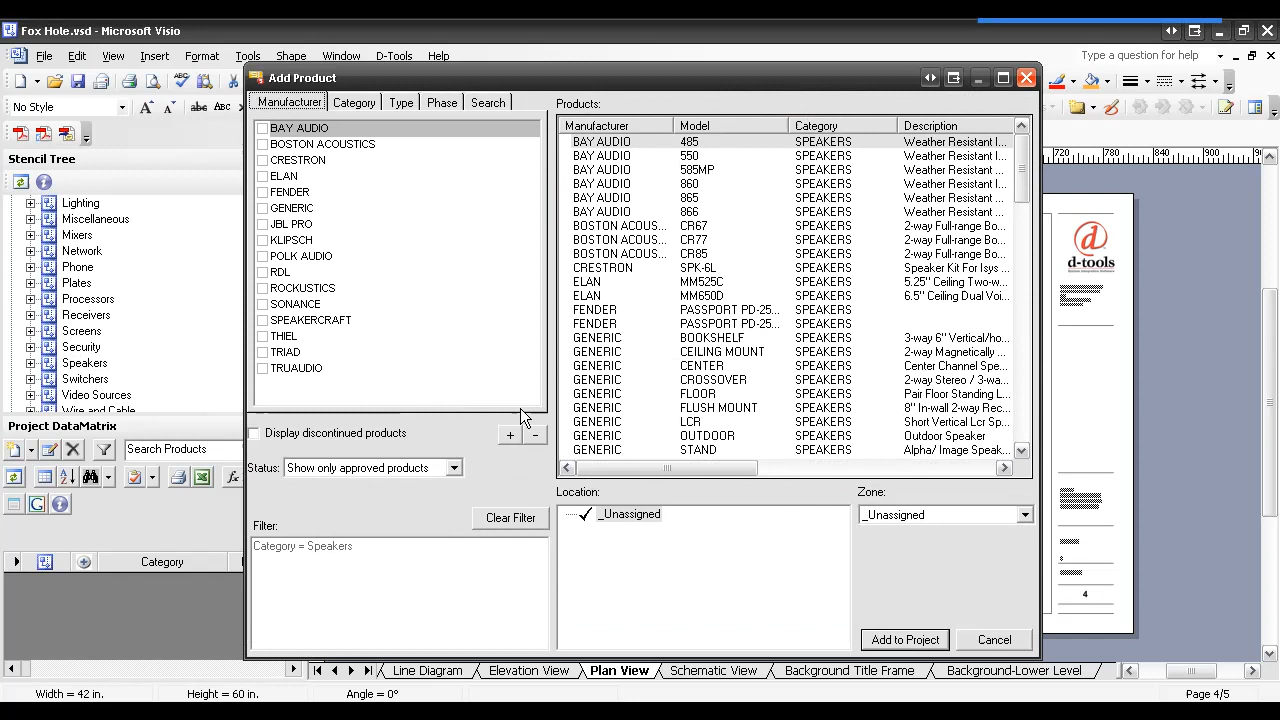 Fox Hole.vsd - Microsoft Visio
File Edit View Insert Format Tools Shape Window D-Tools Help
Type a question for help
No Style
abc ABC
Stencil Tree
Lighting
Miscellaneous
Mixers
Network
Phone
Plates
Processors
Receivers
Screens
Security
Speakers
Switchers
Video Sources
Wire and Cable
Project DataMatrix
Search Products
Category
Add Product
Manufacturer Category Type Phase Search
BAY AUDIO
BOSTON ACOUSTICS
CRESTRON
ELAN
FENDER
GENERIC
JBL PRO
KLIPSCH
POLK AUDIO
RDL
ROCKUSTICS
SONANCE
SPEAKERCRAFT
THIEL
TRIAD
TRUAUDIO
Display discontinued products
+ -
Status: Show only approved products
Clear Filter
Filter:
Category = Speakers
Products:
Manufacturer Model Category Description
BAY AUDIO 485 SPEAKERS Weather Resistant I...
BAY AUDIO 550 SPEAKERS Weather Resistant ...
BAY AUDIO 585MP SPEAKERS Weather Resistant ...
BAY AUDIO 860 SPEAKERS Weather Resistant ...
BAY AUDIO 865 SPEAKERS Weather Resistant ...
BAY AUDIO 866 SPEAKERS Weather Resistant ...
BOSTON ACOUS... CR67 SPEAKERS 2-way Full-range Bo...
BOSTON ACOUS... CR77 SPEAKERS 2-way Full-range Bo...
BOSTON ACOUS... CR85 SPEAKERS 2-way Full-range Bo...
CRESTRON SPK-6L SPEAKERS Speaker Kit For Isys ...
ELAN MM525C SPEAKERS 5.25" Ceiling Two-w...
ELAN MM650D SPEAKERS 6.5" Ceiling Dual Voi...
FENDER PASSPORT PD-25... SPEAKERS
FENDER PASSPORT PD-25... SPEAKERS
GENERIC BOOKSHELF SPEAKERS 3-way 6" Vertical/ho...
GENERIC CEILING MOUNT SPEAKERS 2-way Magnetically ...
GENERIC CENTER SPEAKERS Center Channel Spe...
GENERIC CROSSOVER SPEAKERS 2-way Stereo / 3-wa...
GENERIC FLOOR SPEAKERS Pair Floor Standing L...
GENERIC FLUSH MOUNT SPEAKERS 8" In-wall 2-way Rec...
GENERIC LCR SPEAKERS Short Vertical Lcr Sp...
GENERIC OUTDOOR SPEAKERS Outdoor Speaker
GENERIC STAND SPEAKERS Alpha/ Image Speak...
Location:
_Unassigned
Zone:
_Unassigned
Add to Project Cancel
720 780 840 900
d-tools
4
Line Diagram Elevation View Plan View Schematic View Background Title Frame Background-Lower Level
Width = 42 in. Height = 60 in. Angle = 0° Page 4/5